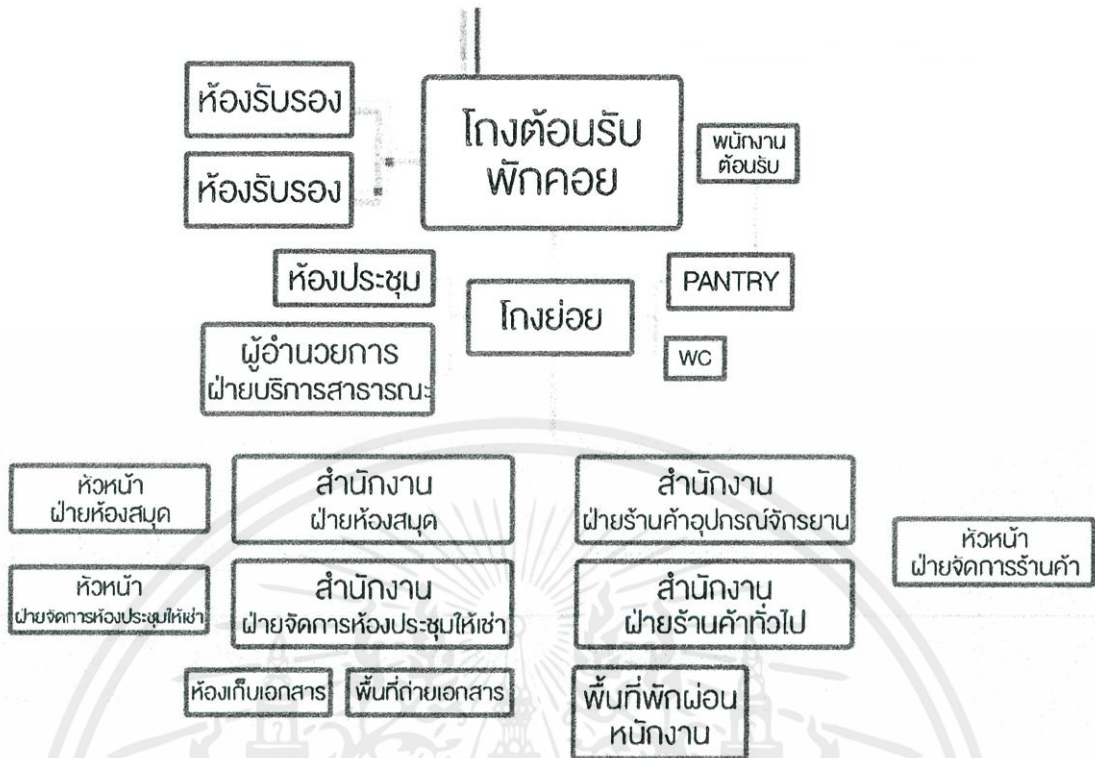 ห้องรับรอง
โถงต้อนรับ
พักคอย
พนักงาน
ต้อนรับ
ห้องรับรอง
ห้องประชุม
โถงย่อย
PANTRY
WC
ผู้อำนวยการ
ฝ่ายบริการสาธารณะ
หัวหน้า
ฝ่ายห้องสมุด
สำนักงาน
ฝ่ายห้องสมุด
สำนักงาน
ฝ่ายร้านค้าอุปกรณ์จักรยาน
หัวหน้า
ฝ่ายจัดการร้านค้า
หัวหน้า
ฝ่ายจัดการห้องประชุมให้เช่า
สำนักงาน
ฝ่ายจัดการห้องประชุมให้เช่า
สำนักงาน
ฝ่ายร้านค้าทั่วไป
ห้องเก็บเอกสาร
พื้นที่ถ่ายเอกสาร
พื้นที่พักผ่อน
หนักงาน